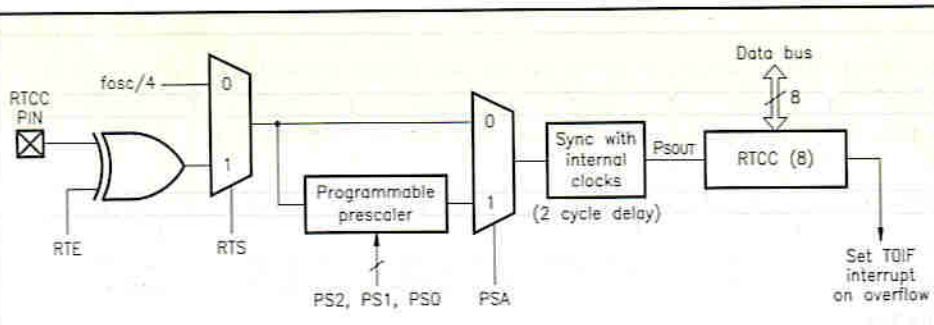 Data bus
8
fosc/4
0
RTCC
PIN
1
0
Sync with
internal
clocks
PSOUT
RTCC (8)
Programmable
prescaler
1
(2 cycle delay)
RTE
RTS
PS2, PS1, PS0
PSA
Set TOIF
interrupt
on overflow